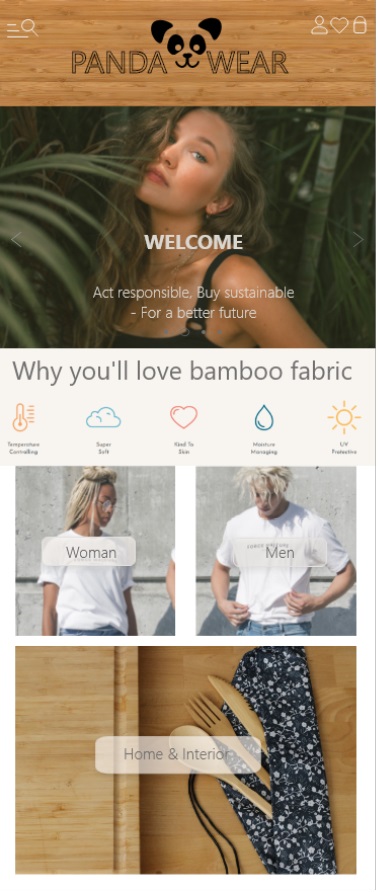 PANDA WEAR
WELCOME
Act responsible, Buy sustainable
- For a better future
Why you'll love bamboo fabric
Temperature Controlling
Super Soft
Kind To Skin
Moisture Managing
UV Protective
Woman
Men
Home & Interior